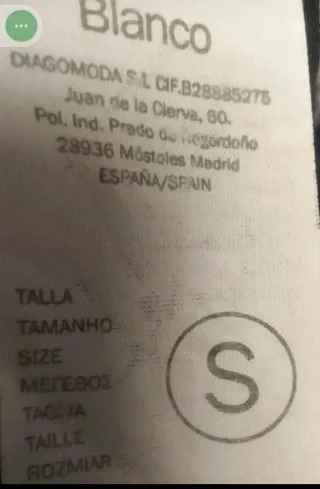 Blanco
DIAGOMODA S.L CIF.B28885275
Juan de la Cierva, 60.
Pol. Ind. Prado de Regordoño
28936 Móstoles Madrid
ESPAÑA/SPAIN
TALLA
TAMANHO
SIZE
ΜΕΓΕΘΟΣ
TAGLIA
TAILLE
ROZMIAR
S